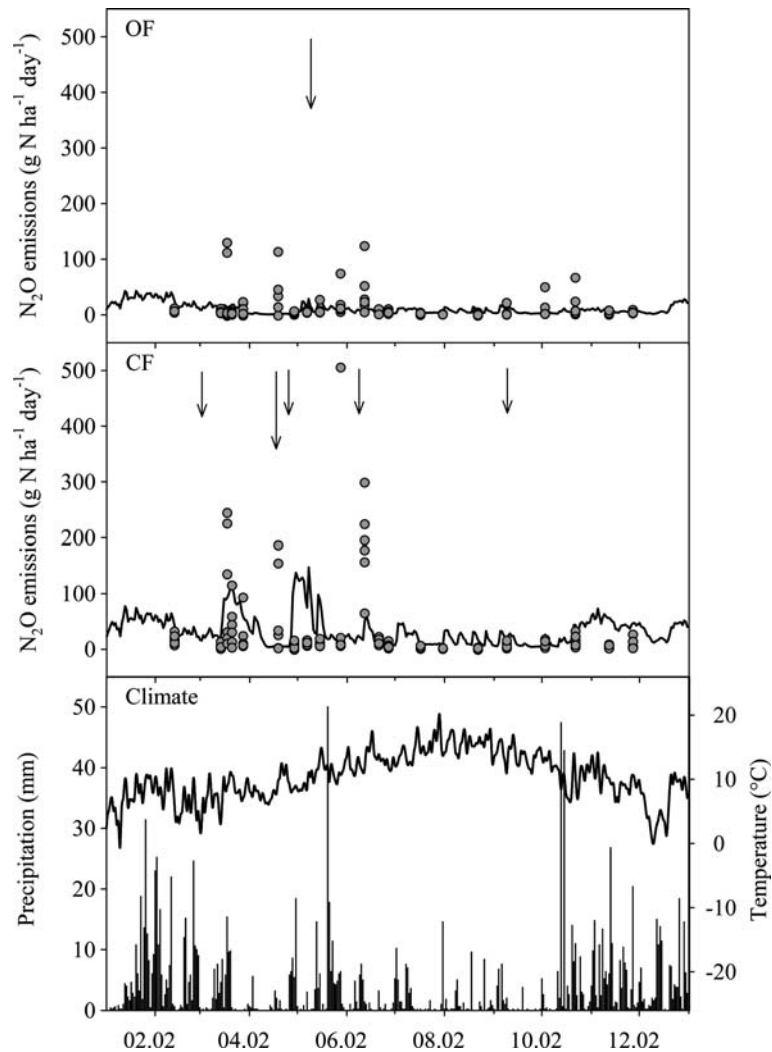 OF
N₂O emissions (g N ha⁻¹ day⁻¹)
500
400
300
200
100
0
CF
N₂O emissions (g N ha⁻¹ day⁻¹)
500
400
300
200
100
0
Climate
Precipitation (mm)
50
40
30
20
10
0
20
10
0
-10
-20
Temperature (°C)
02.02 04.02 06.02 08.02 10.02 12.02